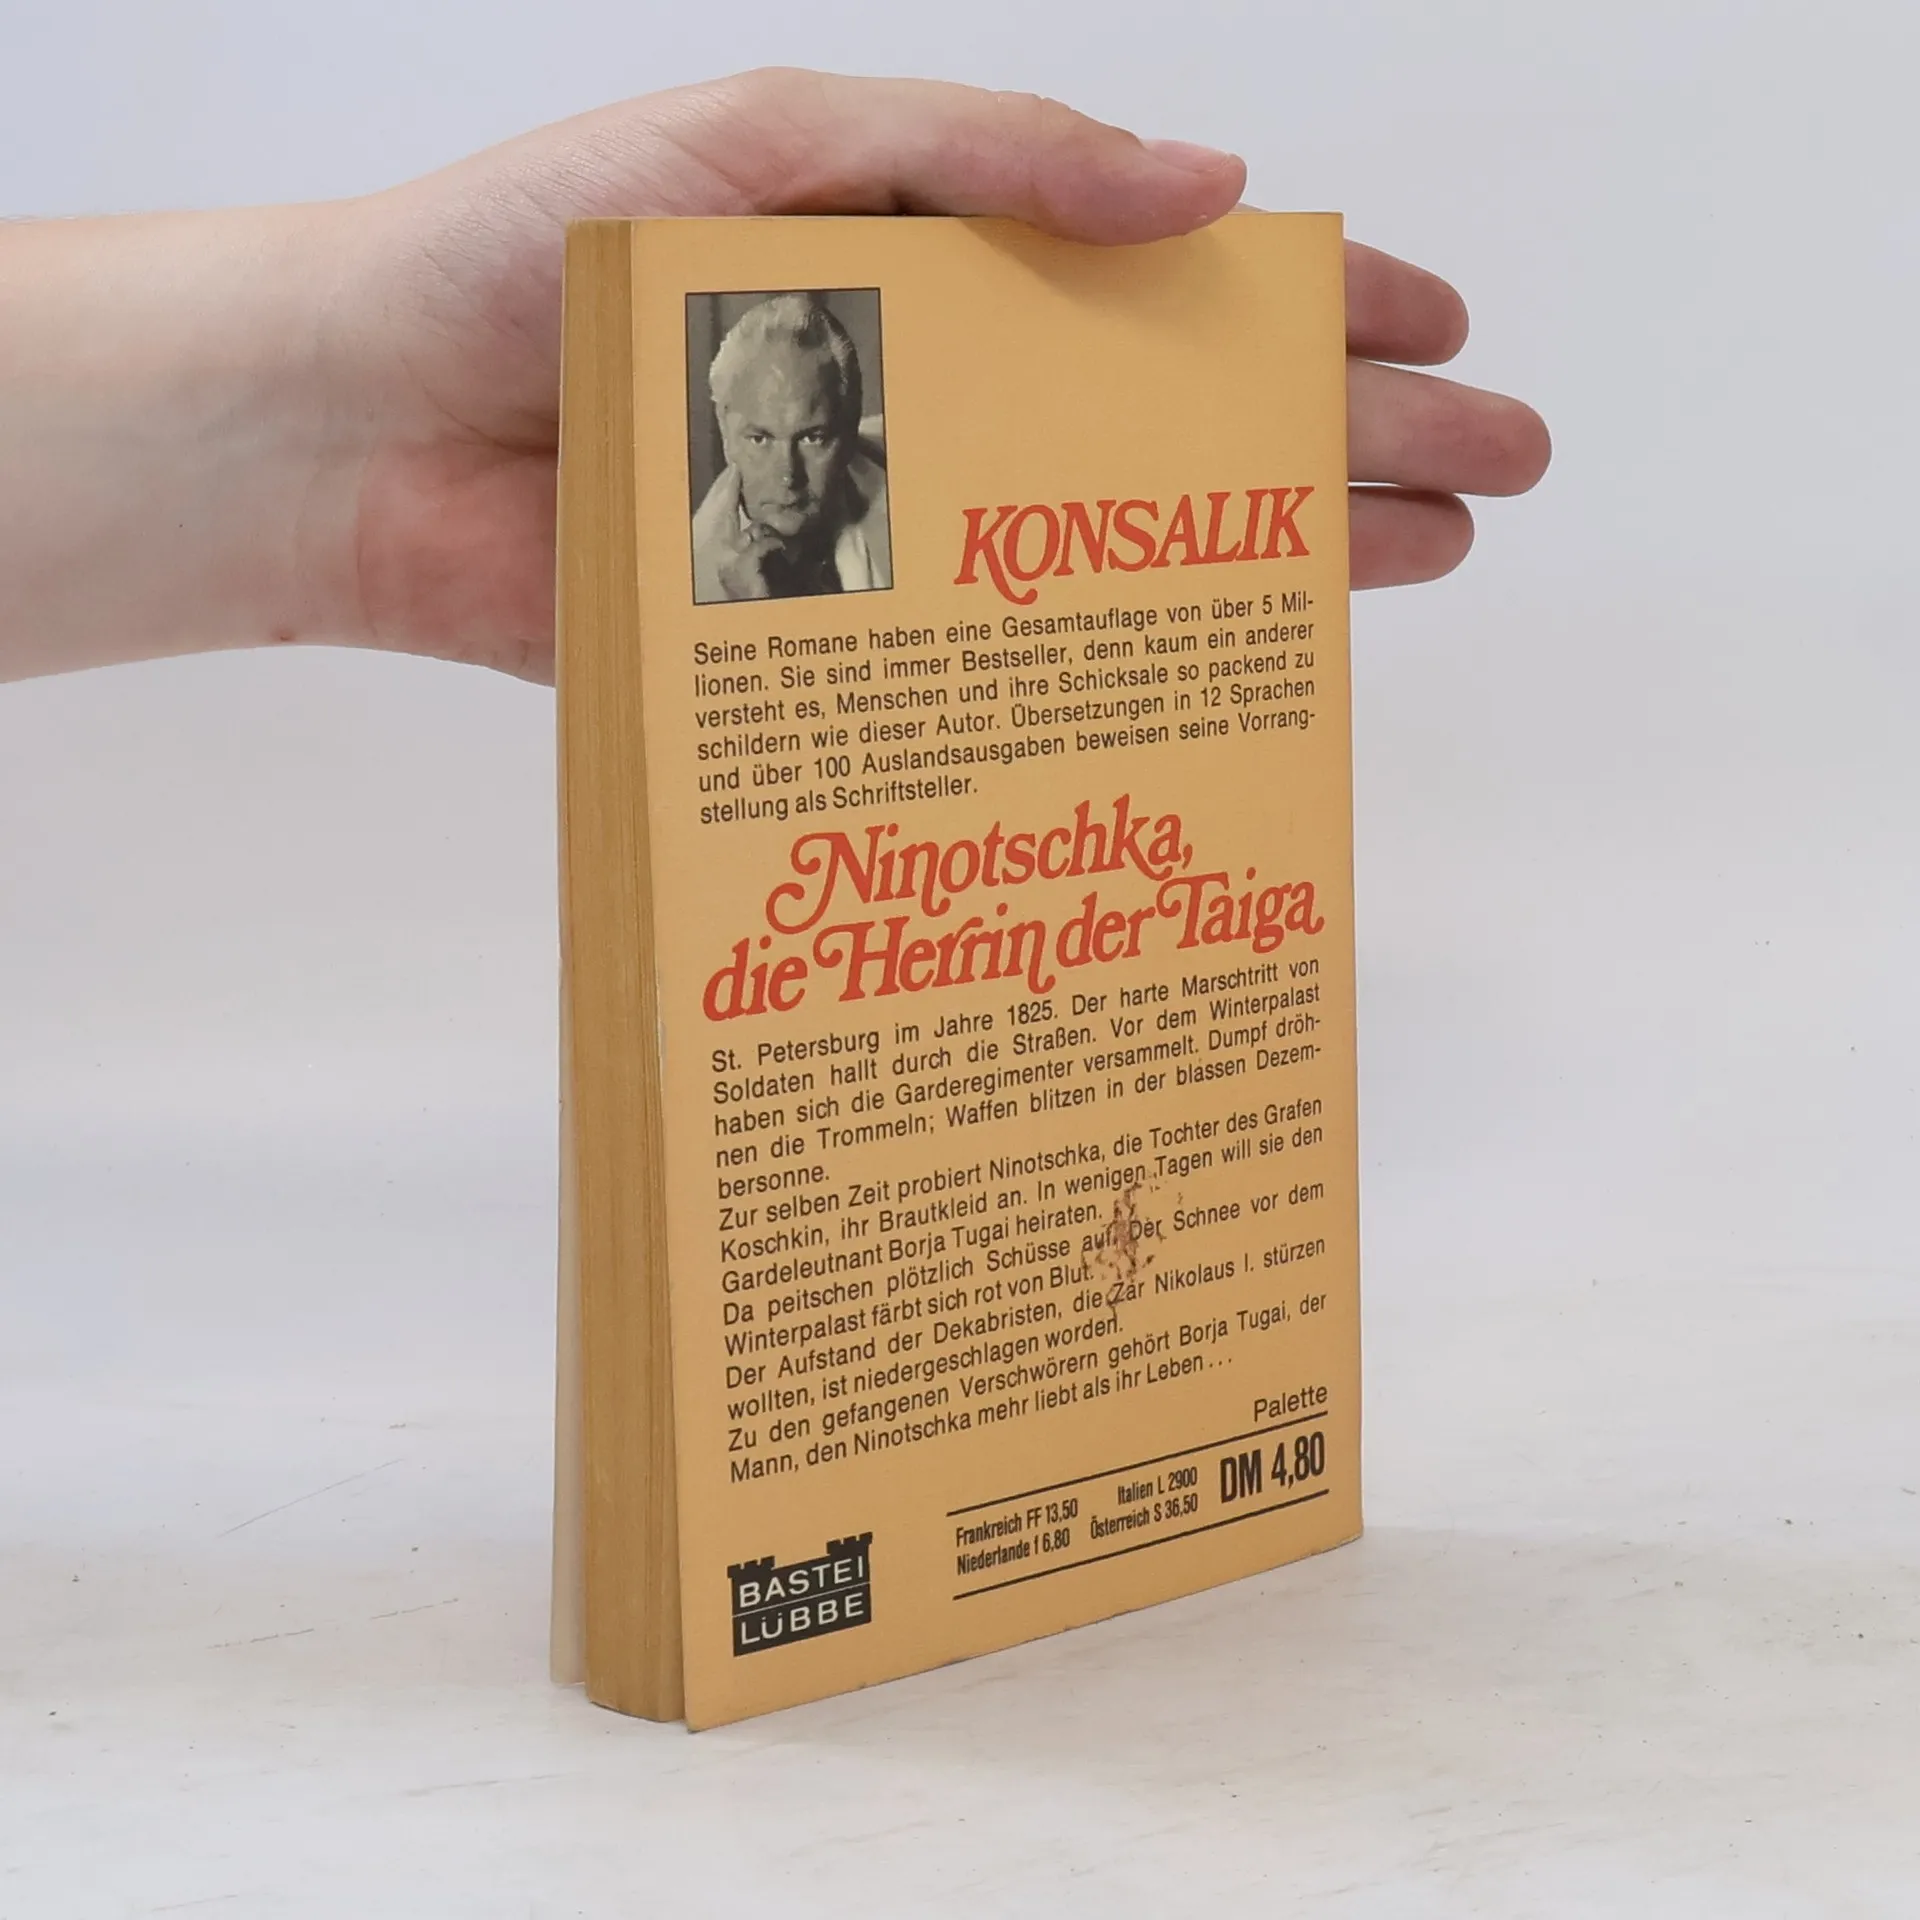 KONSALIK
Seine Romane haben eine Gesamtauflage von über 5 Mil-
lionen. Sie sind immer Bestseller, denn kaum ein anderer
versteht es, Menschen und ihre Schicksale so packend zu
schildern wie dieser Autor. Übersetzungen in 12 Sprachen
und über 100 Auslandsausgaben beweisen seine Vorrang-
stellung als Schriftsteller.
Ninotschka,
die Herrin der Taiga
St. Petersburg im Jahre 1825. Der harte Marschtritt von
Soldaten hallt durch die Straßen. Vor dem Winterpalast
haben sich die Garderegimenter versammelt. Dumpf dröh-
nen die Trommeln; Waffen blitzen in der blassen Dezem-
bersonne.
Zur selben Zeit probiert Ninotschka, die Tochter des Grafen
Koschkin, ihr Brautkleid an. In wenigen Tagen will sie den
Gardeleutnant Borja Tugai heiraten.
Da peitschen plötzlich Schüsse auf. Der Schnee vor dem
Winterpalast färbt sich rot von Blut.
Der Aufstand der Dekabristen, die Zar Nikolaus I. stürzen
wollten, ist niedergeschlagen worden.
Zu den gefangenen Verschwörern gehört Borja Tugai, der
Mann, den Ninotschka mehr liebt als ihr Leben ...
Palette
Frankreich FF 13,50 Italien L 2900 DM 4,80
Niederlande f 6,80 Österreich S 36,50
BASTEI
LÜBBE